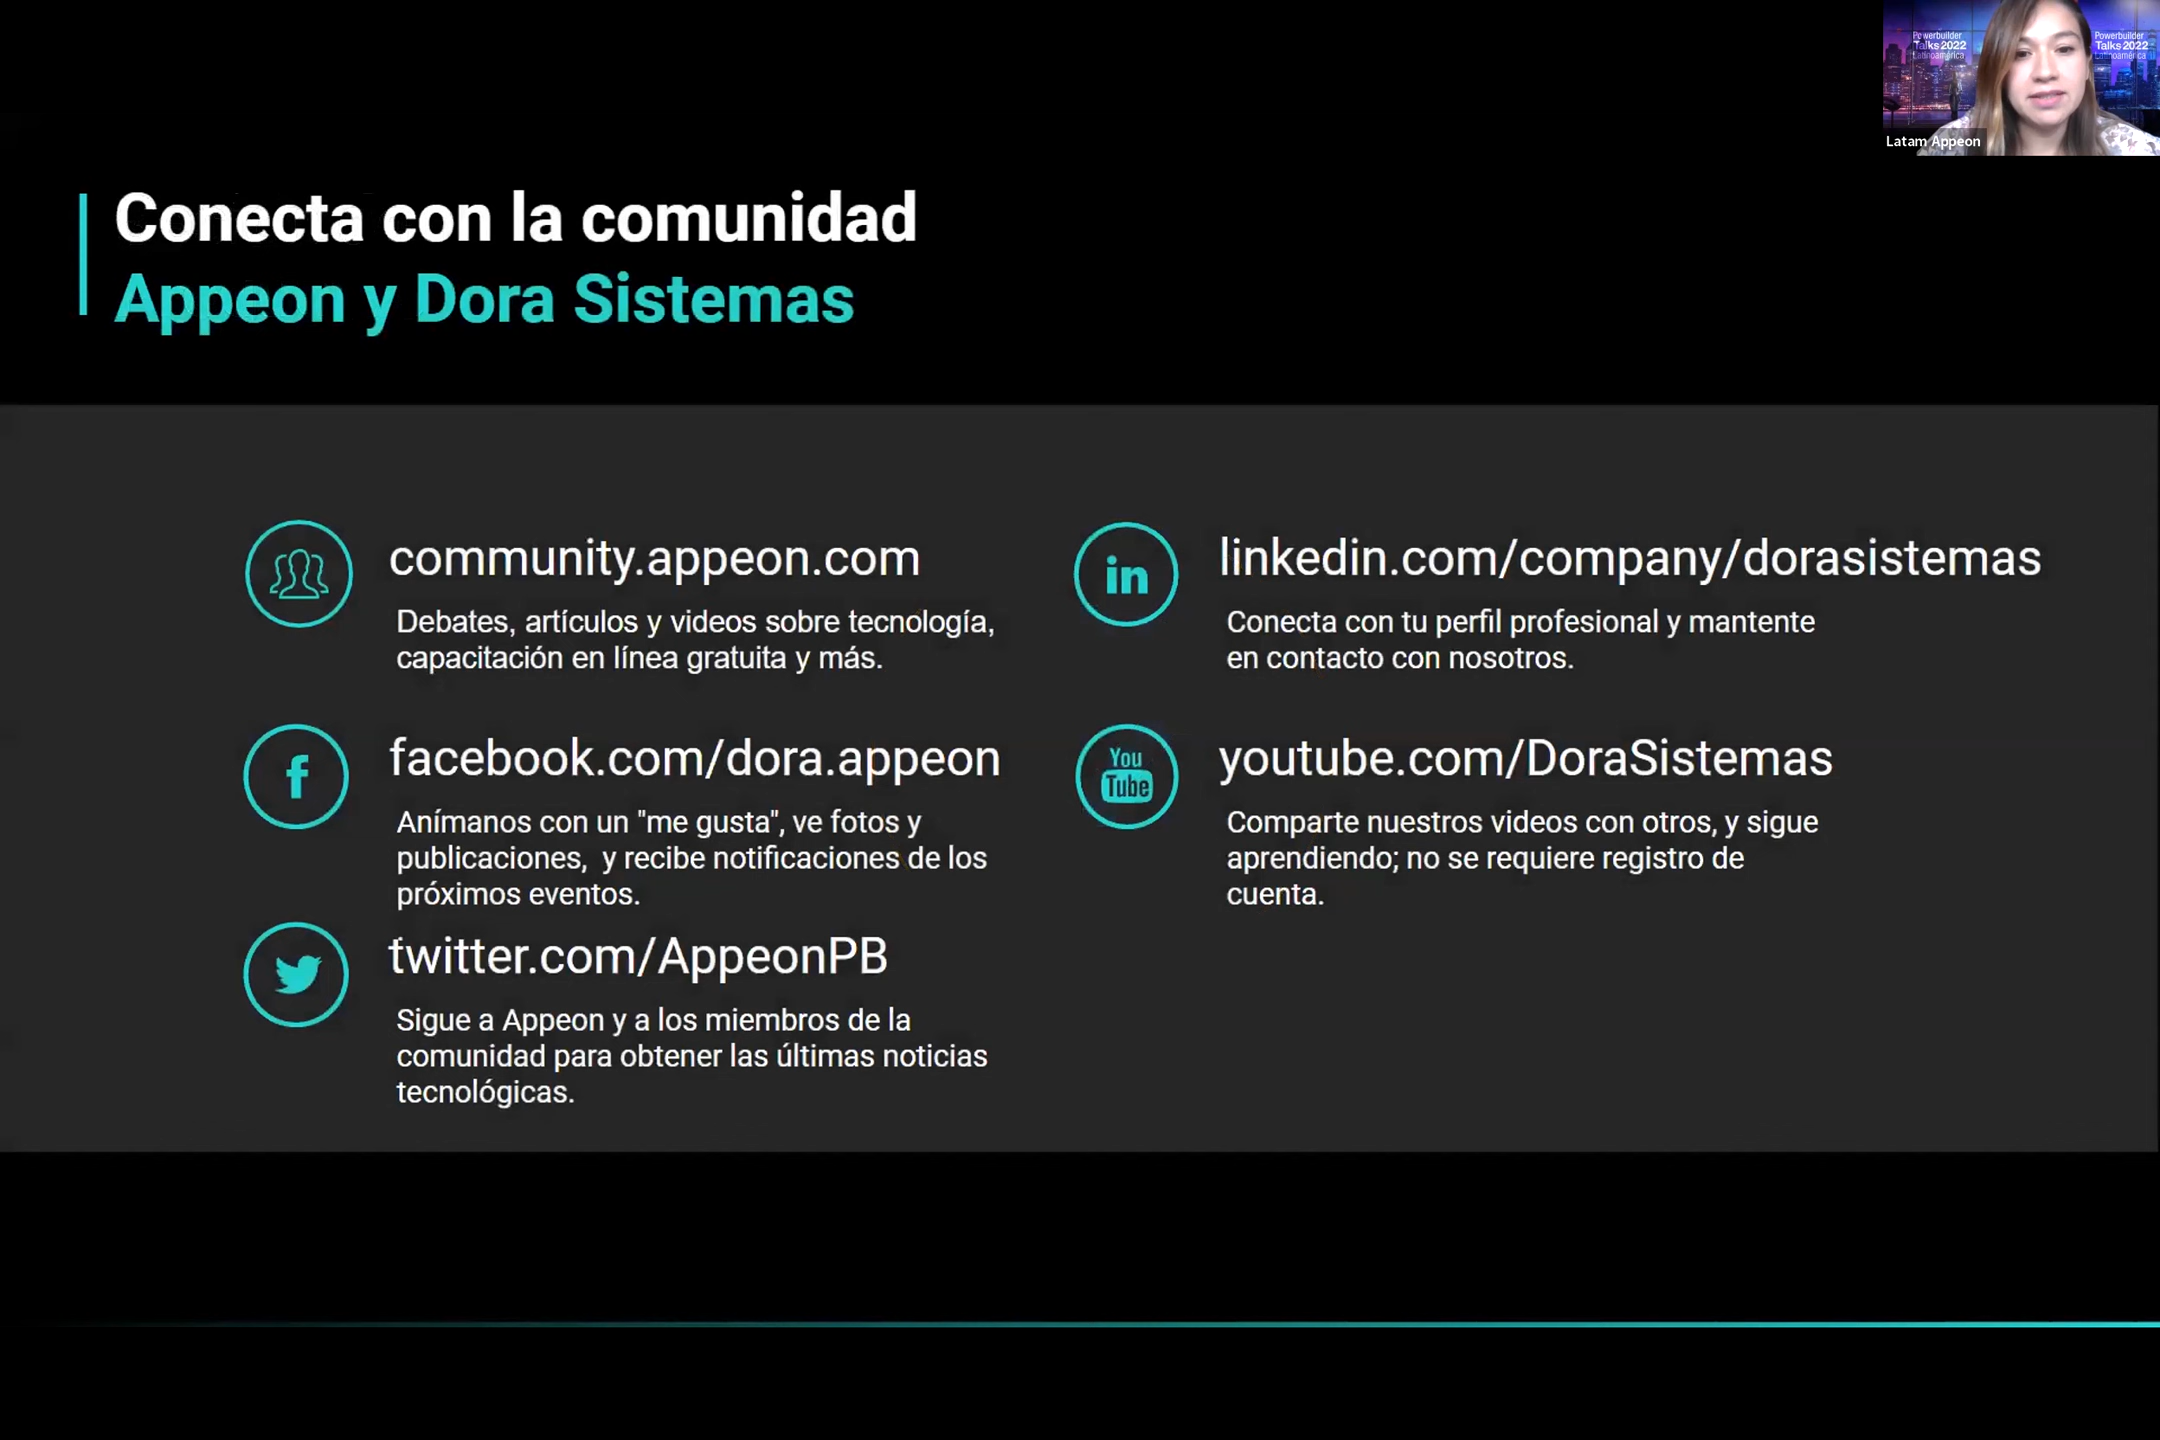 Powerbuilder
Talks 2022
Latinoamérica
Powerbuilder
Talks 2022
Latinoamérica
Latam Appeon
Conecta con la comunidad
Appeon y Dora Sistemas
community.appeon.com
Debates, artículos y videos sobre tecnología,
capacitación en línea gratuita y más.
facebook.com/dora.appeon
Anímanos con un "me gusta", ve fotos y
publicaciones,  y recibe notificaciones de los
próximos eventos.
twitter.com/AppeonPB
Sigue a Appeon y a los miembros de la
comunidad para obtener las últimas noticias
tecnológicas.
in
linkedin.com/company/dorasistemas
Conecta con tu perfil profesional y mantente
en contacto con nosotros.
You
Tube
youtube.com/DoraSistemas
Comparte nuestros videos con otros, y sigue
aprendiendo; no se requiere registro de
cuenta.